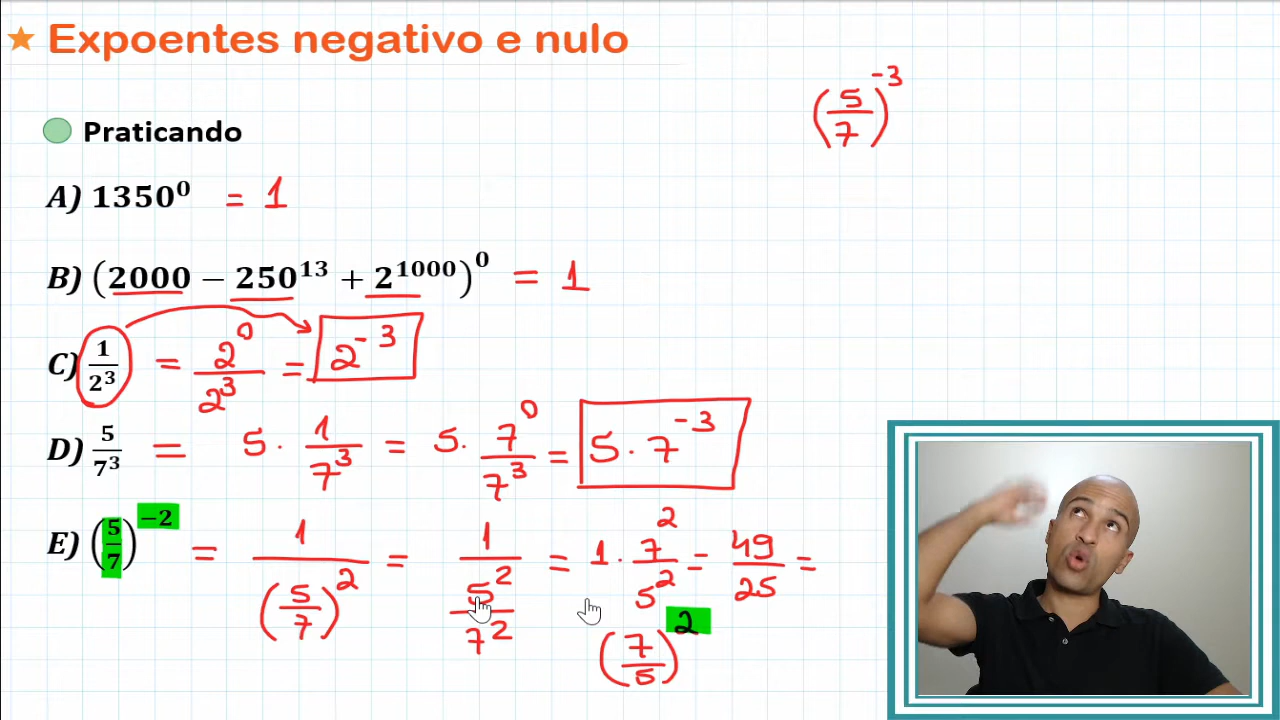 Expoentes negativo e nulo
(5/7)⁻³
Praticando
A) 1350⁰ = 1
B) (2000 − 250¹³ + 2¹⁰⁰⁰)⁰ = 1
C) 1/2³ = 2⁰/2³ = 2⁻³
D) 5/7³ = 5 · 1/7³ = 5 · 7⁰/7³ = 5 · 7⁻³
E) (5/7)⁻² = 1/(5/7)² = 1/(5²/7²) = 1 · 7²/5² = 49/25 =
(7/5)²